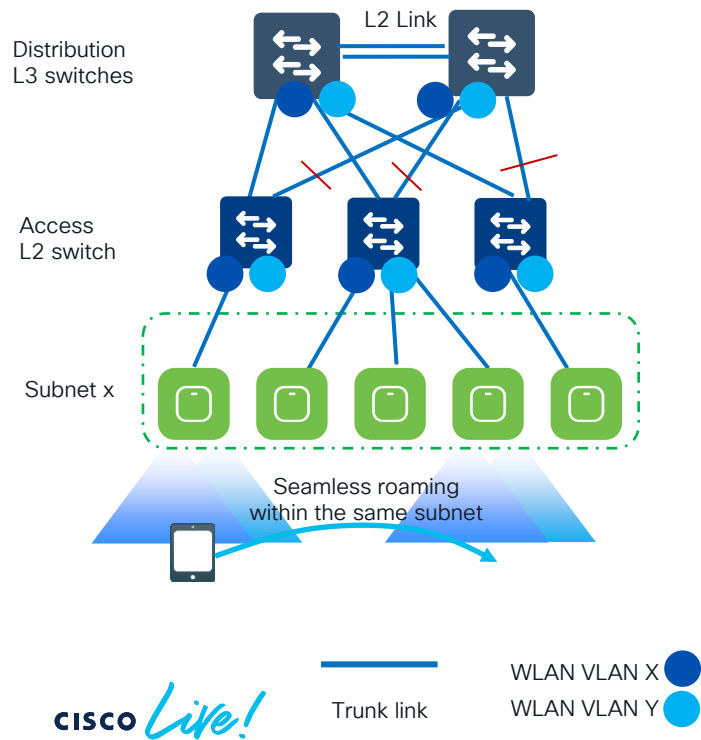 L2 Link
Distribution
L3 switches
Access
L2 switch
Subnet x
Seamless roaming
within the same subnet
Trunk link
WLAN VLAN X
WLAN VLAN Y
CISCO Live!